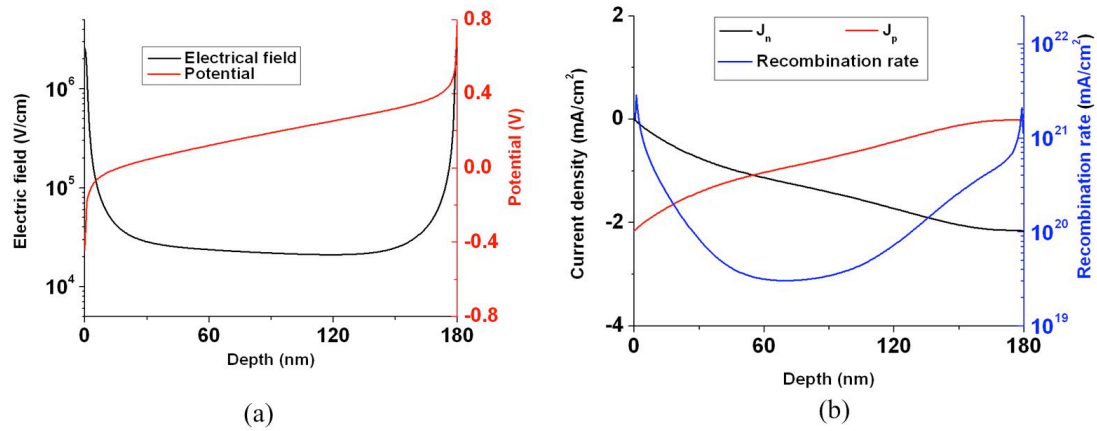 Electrical field
Potential
Electric field (V/cm)
10⁶
10⁵
10⁴
Potential (V)
0.8
0.4
0.0
-0.4
-0.8
0 60 120 180
Depth (nm)
(a)
Jₙ Jₚ
Recombination rate
Current density (mA/cm²)
2
0
-2
-4
Recombination rate (mA/cm²)
10²²
10²¹
10²⁰
10¹⁹
0 60 120 180
Depth (nm)
(b)